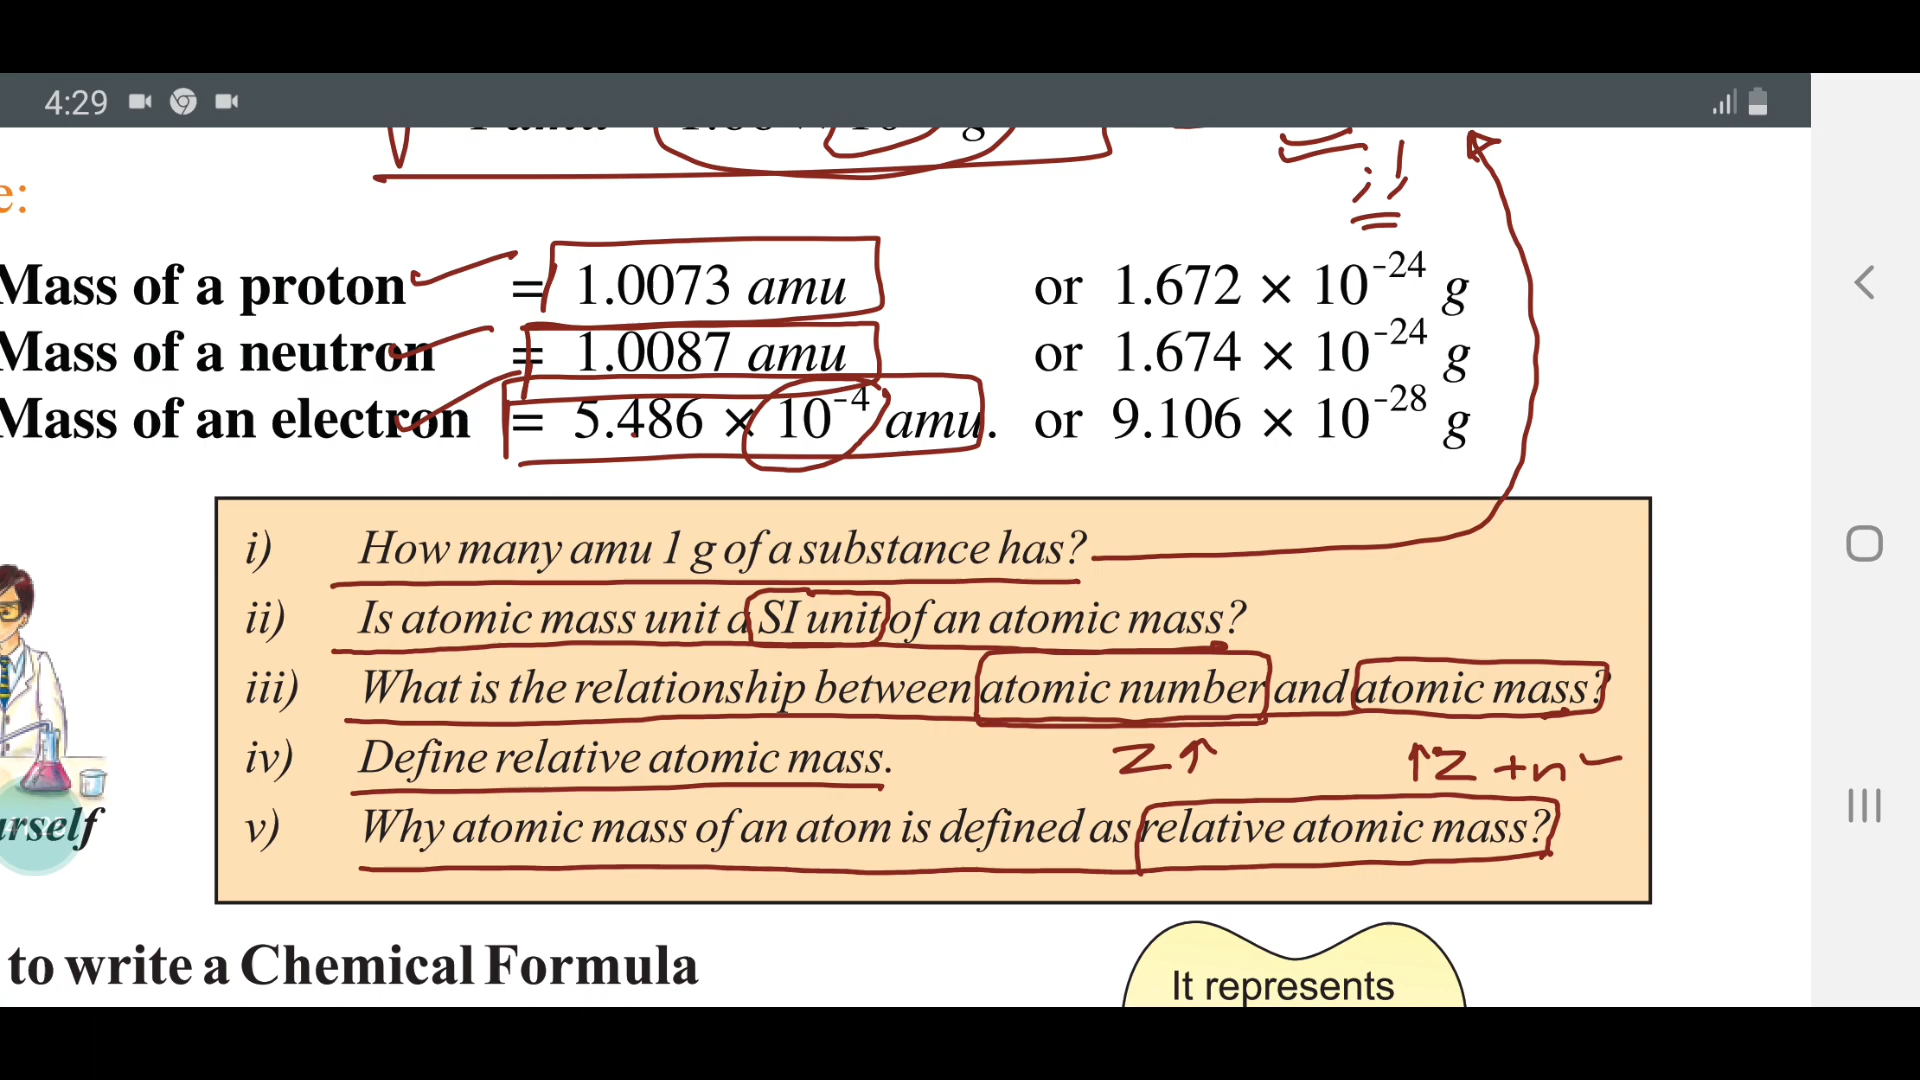 4:29
g
e:
Mass of a proton = 1.0073 amu or 1.672 × 10⁻²⁴ g
Mass of a neutron = 1.0087 amu or 1.674 × 10⁻²⁴ g
Mass of an electron = 5.486 × 10⁻⁴ amu. or 9.106 × 10⁻²⁸ g
i) How many amu 1 g of a substance has?
ii) Is atomic mass unit a SI unit of an atomic mass?
iii) What is the relationship between atomic number and atomic mass?
Z↑ ↑Z +n
iv) Define relative atomic mass.
v) Why atomic mass of an atom is defined as relative atomic mass?
urself
to write a Chemical Formula
It represents